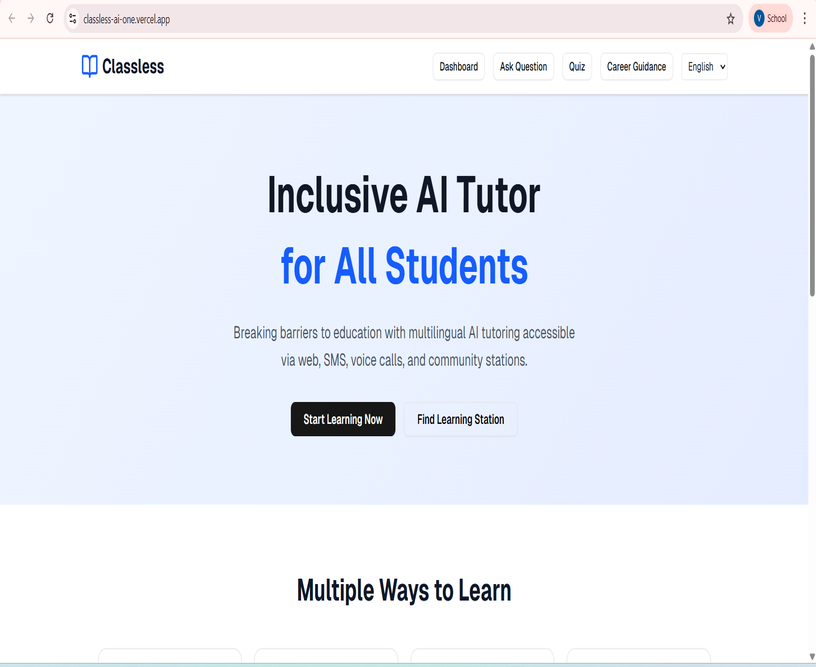 classless-ai-one.vercel.app
V School
Classless
Dashboard
Ask Question
Quiz
Career Guidance
English
Inclusive AI Tutor
for All Students
Breaking barriers to education with multilingual AI tutoring accessible
via web, SMS, voice calls, and community stations.
Start Learning Now
Find Learning Station
Multiple Ways to Learn